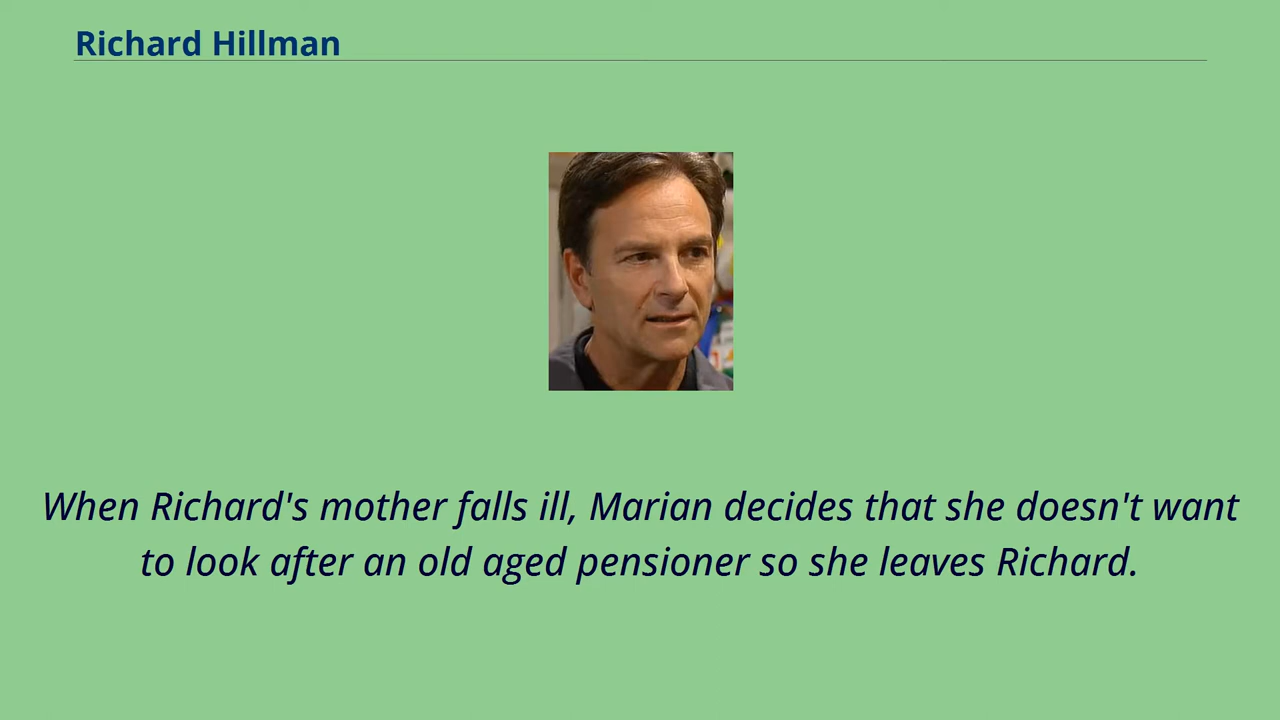 Richard Hillman
When Richard's mother falls ill, Marian decides that she doesn't want
to look after an old aged pensioner so she leaves Richard.